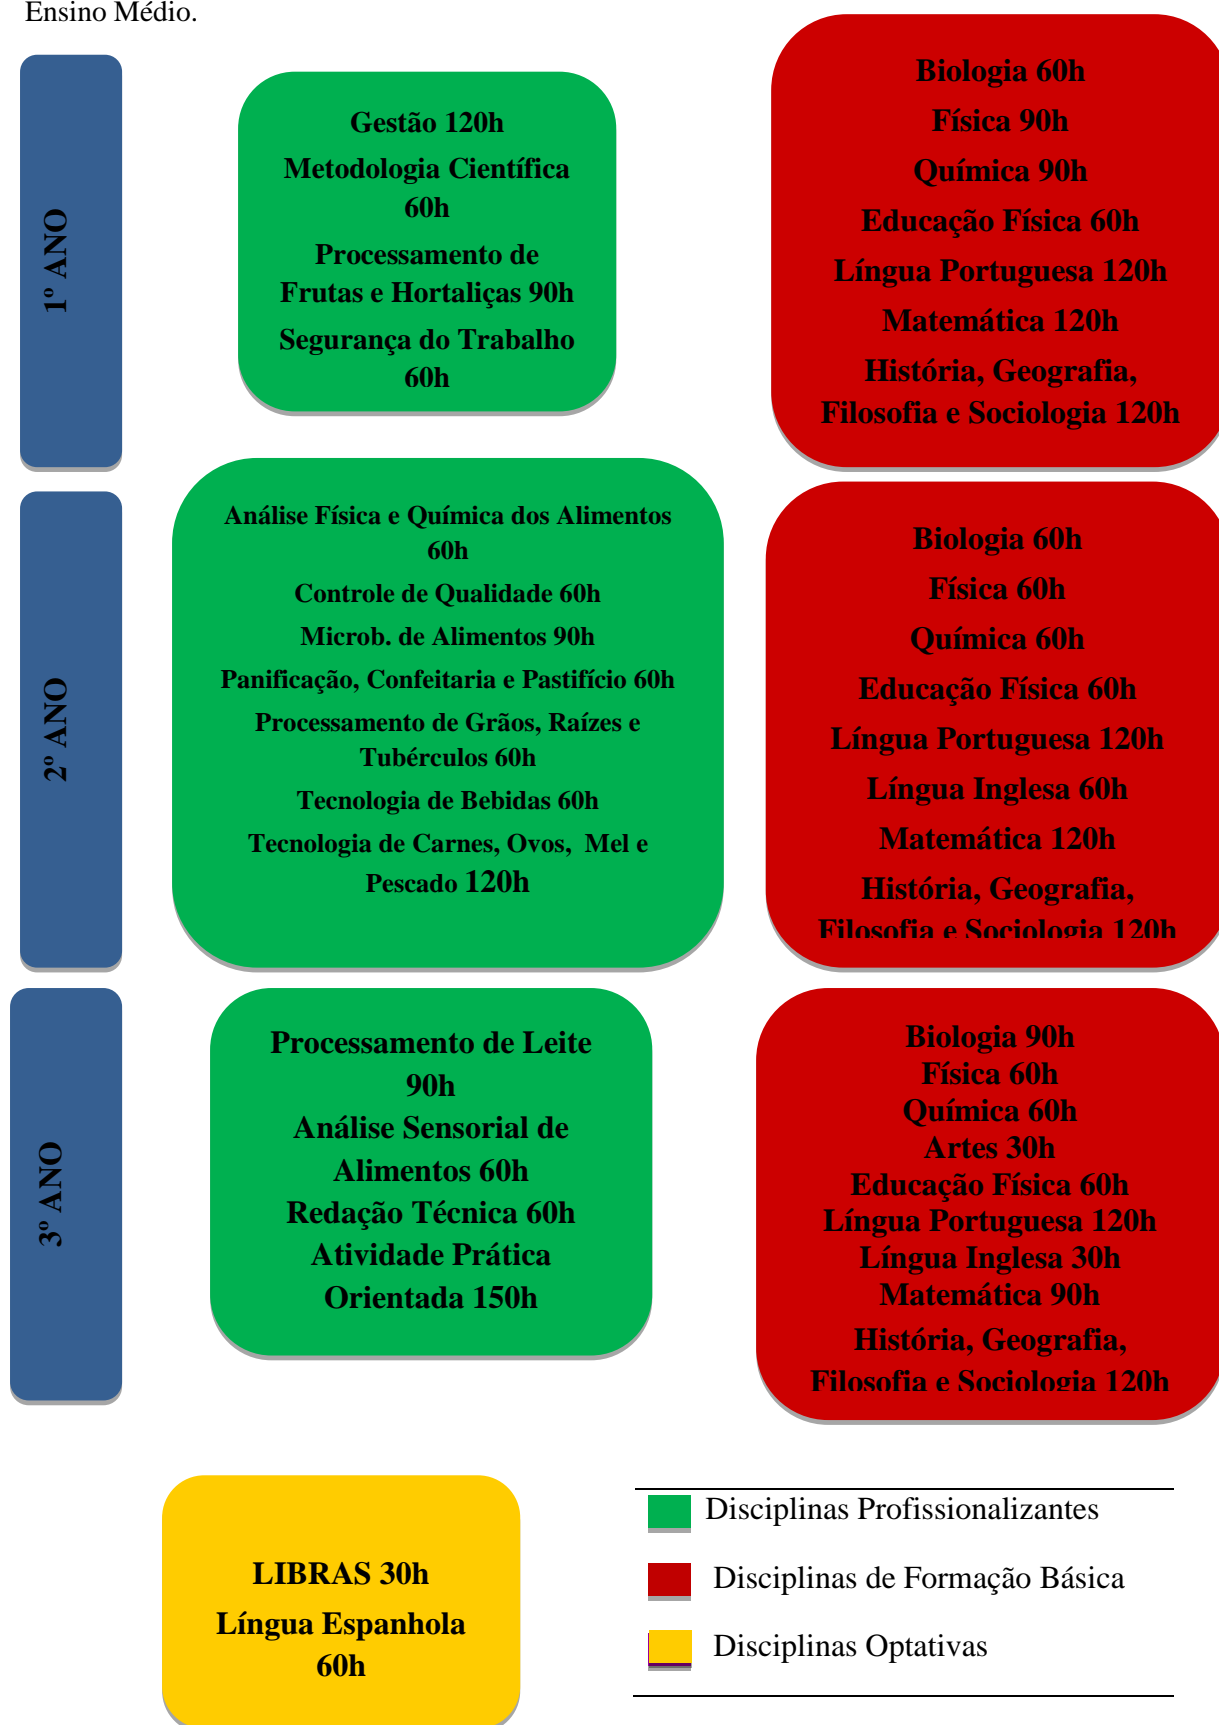 Ensino Médio.
1º ANO
Gestão 120h
Metodologia Científica
60h
Processamento de
Frutas e Hortaliças 90h
Segurança do Trabalho
60h
Biologia 60h
Física 90h
Química 90h
Educação Física 60h
Língua Portuguesa 120h
Matemática 120h
História, Geografia,
Filosofia e Sociologia 120h
2º ANO
Análise Física e Química dos Alimentos
60h
Controle de Qualidade 60h
Microb. de Alimentos 90h
Panificação, Confeitaria e Pastifício 60h
Processamento de Grãos, Raízes e
Tubérculos 60h
Tecnologia de Bebidas 60h
Tecnologia de Carnes, Ovos, Mel e
Pescado 120h
Biologia 60h
Física 60h
Química 60h
Educação Física 60h
Língua Portuguesa 120h
Língua Inglesa 60h
Matemática 120h
História, Geografia,
Filosofia e Sociologia 120h
3º ANO
Processamento de Leite
90h
Análise Sensorial de
Alimentos 60h
Redação Técnica 60h
Atividade Prática
Orientada 150h
Biologia 90h
Física 60h
Química 60h
Artes 30h
Educação Física 60h
Língua Portuguesa 120h
Língua Inglesa 30h
Matemática 90h
História, Geografia,
Filosofia e Sociologia 120h
LIBRAS 30h
Língua Espanhola
60h
Disciplinas Profissionalizantes
Disciplinas de Formação Básica
Disciplinas Optativas